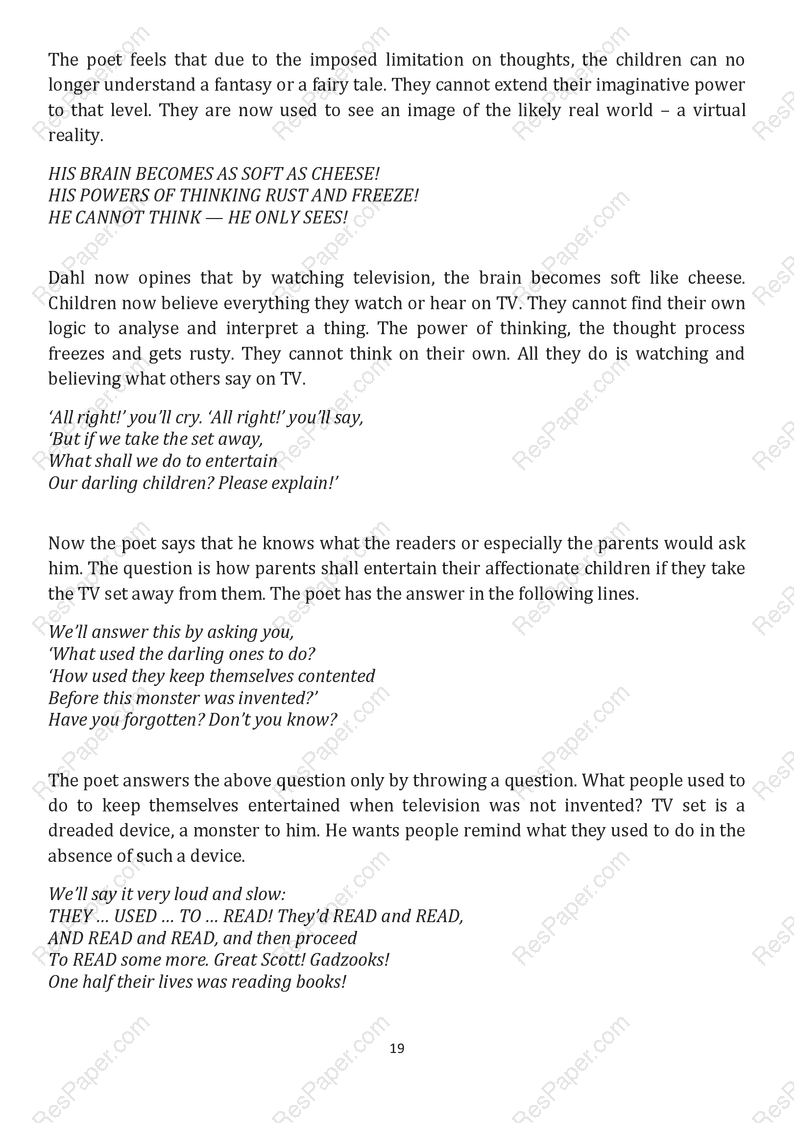 The poet feels that due to the imposed limitation on thoughts, the children can no
longer understand a fantasy or a fairy tale. They cannot extend their imaginative power
to that level. They are now used to see an image of the likely real world – a virtual
reality.
HIS BRAIN BECOMES AS SOFT AS CHEESE!
HIS POWERS OF THINKING RUST AND FREEZE!
HE CANNOT THINK — HE ONLY SEES!
Dahl now opines that by watching television, the brain becomes soft like cheese.
Children now believe everything they watch or hear on TV. They cannot find their own
logic to analyse and interpret a thing. The power of thinking, the thought process
freezes and gets rusty. They cannot think on their own. All they do is watching and
believing what others say on TV.
‘All right!’ you’ll cry. ‘All right!’ you’ll say,
‘But if we take the set away,
What shall we do to entertain
Our darling children? Please explain!’
Now the poet says that he knows what the readers or especially the parents would ask
him. The question is how parents shall entertain their affectionate children if they take
the TV set away from them. The poet has the answer in the following lines.
We’ll answer this by asking you,
‘What used the darling ones to do?
‘How used they keep themselves contented
Before this monster was invented?’
Have you forgotten? Don’t you know?
The poet answers the above question only by throwing a question. What people used to
do to keep themselves entertained when television was not invented? TV set is a
dreaded device, a monster to him. He wants people remind what they used to do in the
absence of such a device.
We’ll say it very loud and slow:
THEY … USED … TO … READ! They’d READ and READ,
AND READ and READ, and then proceed
To READ some more. Great Scott! Gadzooks!
One half their lives was reading books!
19